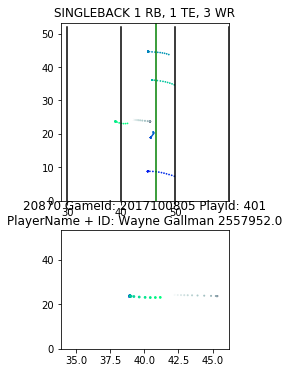 SINGLEBACK 1 RB, 1 TE, 3 WR
50
40
30
20
10
0
30 40 50
20870 GameId: 2017100805 PlayId: 401
PlayerName + ID: Wayne Gallman 2557952.0
40
20
0
35.0 37.5 40.0 42.5 45.0